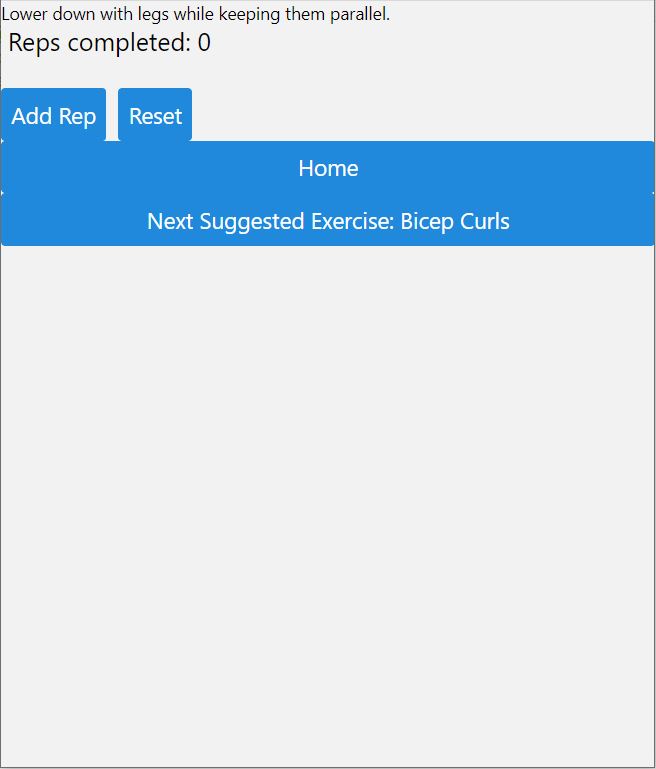 Lower down with legs while keeping them parallel.
Reps completed: 0
Add Rep Reset
Home
Next Suggested Exercise: Bicep Curls